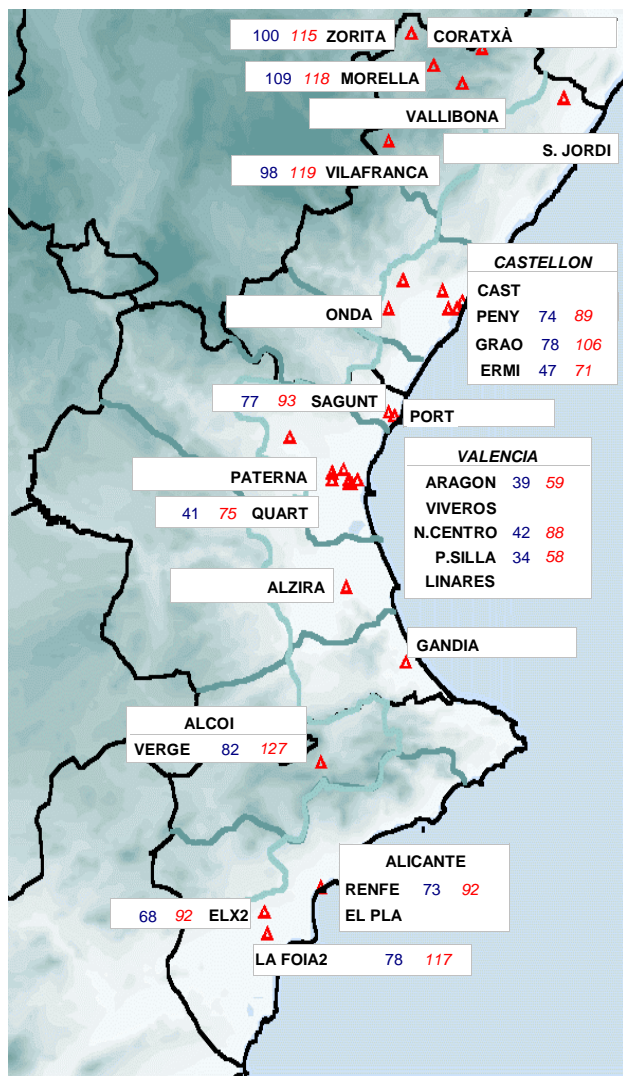 100 115 ZORITA
CORATXÀ
109 118 MORELLA
VALLIBONA
S. JORDI
98 119 VILAFRANCA
CASTELLON
CAST
PENY 74 89
GRAO 78 106
ERMI 47 71
ONDA
77 93 SAGUNT
PORT
PATERNA
41 75 QUART
VALENCIA
ARAGON 39 59
VIVEROS
N.CENTRO 42 88
P.SILLA 34 58
LINARES
ALZIRA
GANDIA
ALCOI
VERGE 82 127
ALICANTE
RENFE 73 92
EL PLA
68 92 ELX2
LA FOIA2 78 117